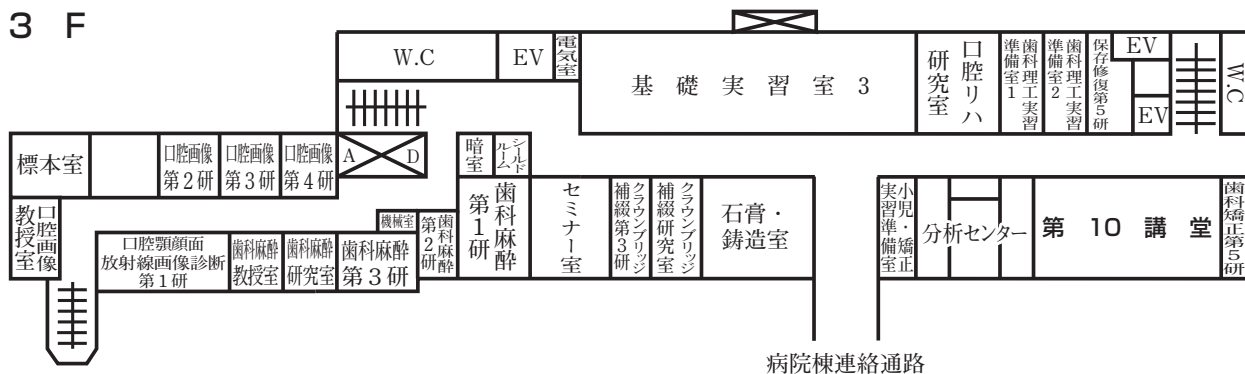 3 F
W.C
EV
電気室
基礎実習室3
口腔リハ
研究室
歯科理工実習
準備室1
歯科理工実習
準備室2
保存修復第5研
EV
EV
W.C
標本室
口腔画像
第2研
口腔画像
第3研
口腔画像
第4研
A
D
暗室
シールド
ルーム
口腔画像
教授室
口腔顎顔面
放射線画像診断
第1研
歯科麻酔
教授室
歯科麻酔
研究室
機械室
歯科麻酔
第3研
歯科麻酔
第2研
歯科麻酔
第1研
セミナー室
クラウンブリッジ
補綴第3研
クラウンブリッジ
補綴研究室
石膏・
鋳造室
小児・矯正
実習準備室
分析センター
第10講堂
歯科矯正第5研
病院棟連絡通路